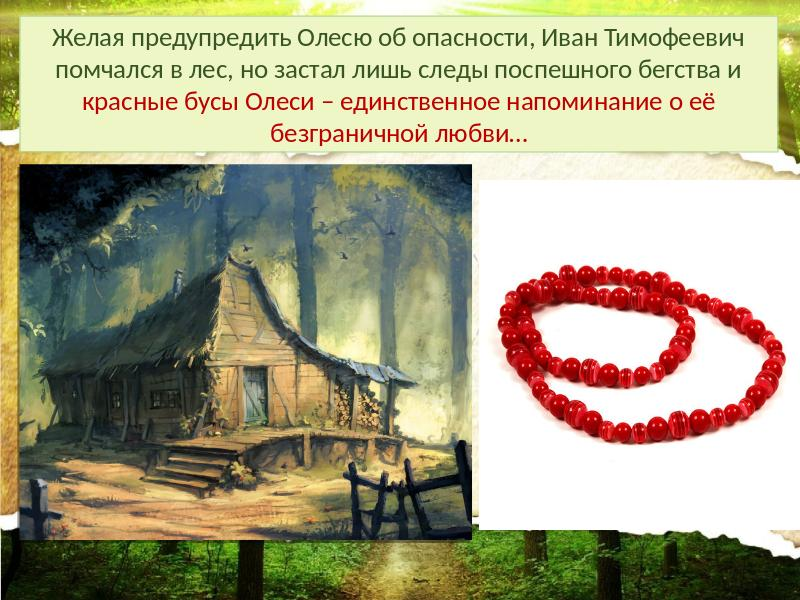 Желая предупредить Олесю об опасности, Иван Тимофеевич
помчался в лес, но застал лишь следы поспешного бегства и
красные бусы Олеси – единственное напоминание о её
безграничной любви…